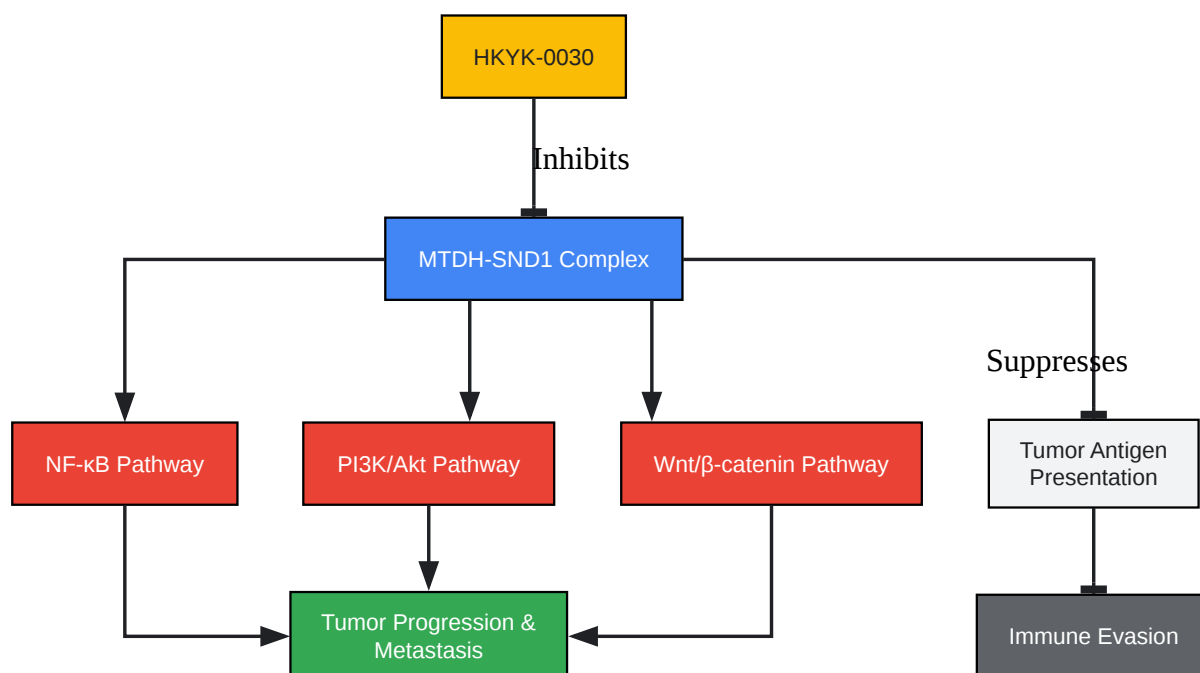 HKYK-0030
Inhibits
MTDH-SND1 Complex
Suppresses
NF-κB Pathway
PI3K/Akt Pathway
Wnt/β-catenin Pathway
Tumor Antigen
Presentation
Tumor Progression &
Metastasis
Immune Evasion